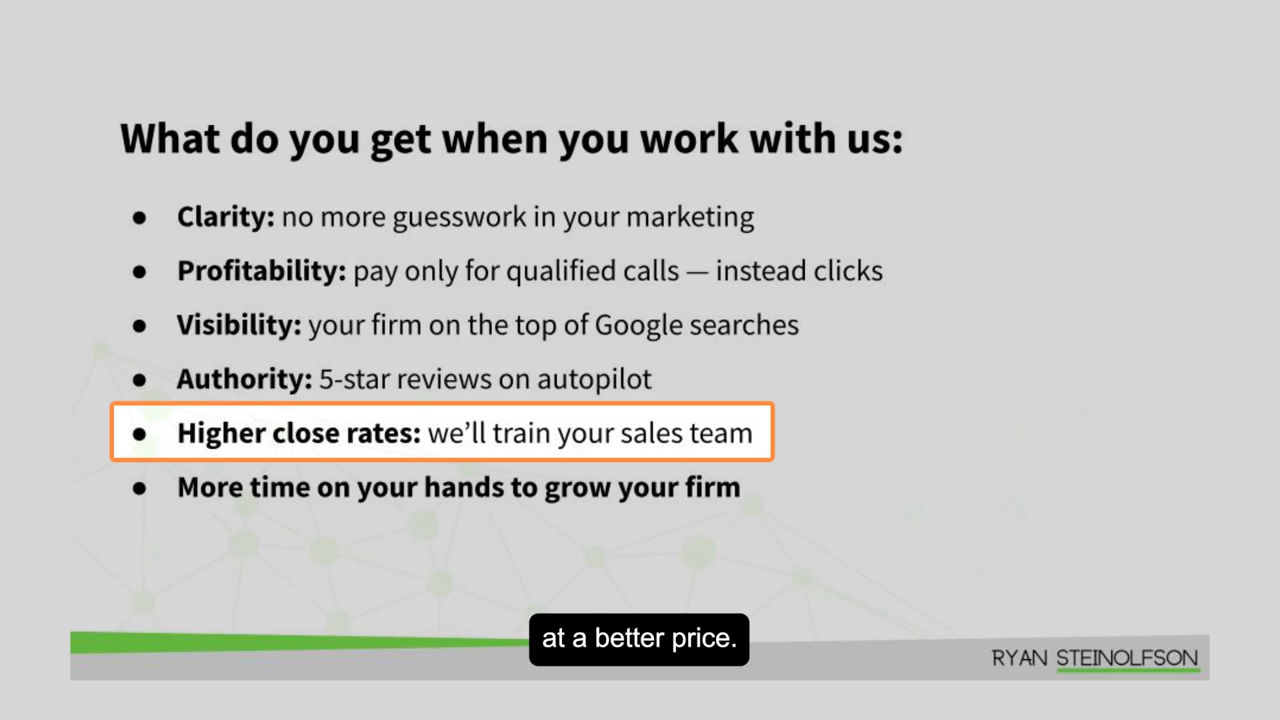 What do you get when you work with us:
● Clarity: no more guesswork in your marketing
● Profitability: pay only for qualified calls — instead clicks
● Visibility: your firm on the top of Google searches
● Authority: 5-star reviews on autopilot
● Higher close rates: we’ll train your sales team
● More time on your hands to grow your firm
at a better price.
RYAN STEINOLFSON